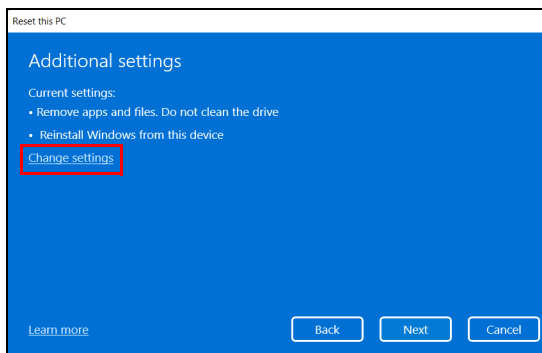 Reset this PC
Additional settings
Current settings:
• Remove apps and files. Do not clean the drive
• Reinstall Windows from this device
Change settings
Learn more
Back
Next
Cancel